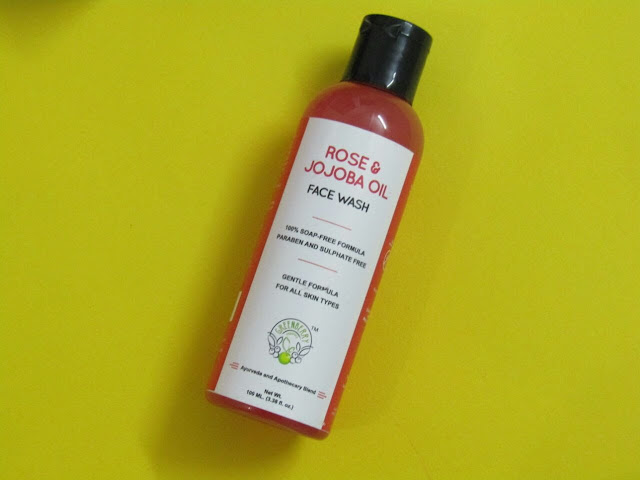 ROSE &
JOJOBA OIL
FACE WASH
100% SOAP-FREE FORMULA
PARABEN AND SULPHATE FREE
GENTLE FORMULA
FOR ALL SKIN TYPES
GREENBERRY
TM
Ayurveda and Apothecary Blend
Net Wt.
100 ML. (3.38 fl. oz.)